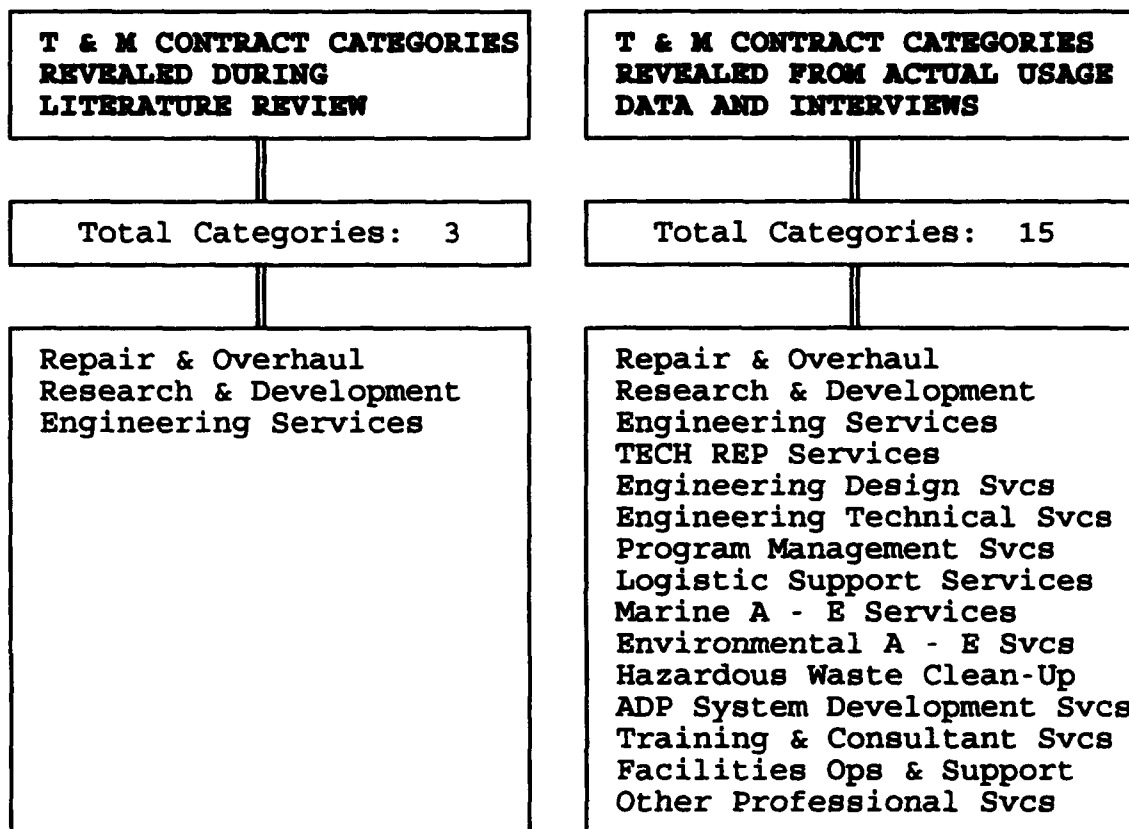 T & M CONTRACT CATEGORIES
REVEALED DURING
LITERATURE REVIEW
Total Categories: 3
Repair & Overhaul
Research & Development
Engineering Services
T & M CONTRACT CATEGORIES
REVEALED FROM ACTUAL USAGE
DATA AND INTERVIEWS
Total Categories: 15
Repair & Overhaul
Research & Development
Engineering Services
TECH REP Services
Engineering Design Svcs
Engineering Technical Svcs
Program Management Svcs
Logistic Support Services
Marine A - E Services
Environmental A - E Svcs
Hazardous Waste Clean-Up
ADP System Development Svcs
Training & Consultant Svcs
Facilities Ops & Support
Other Professional Svcs